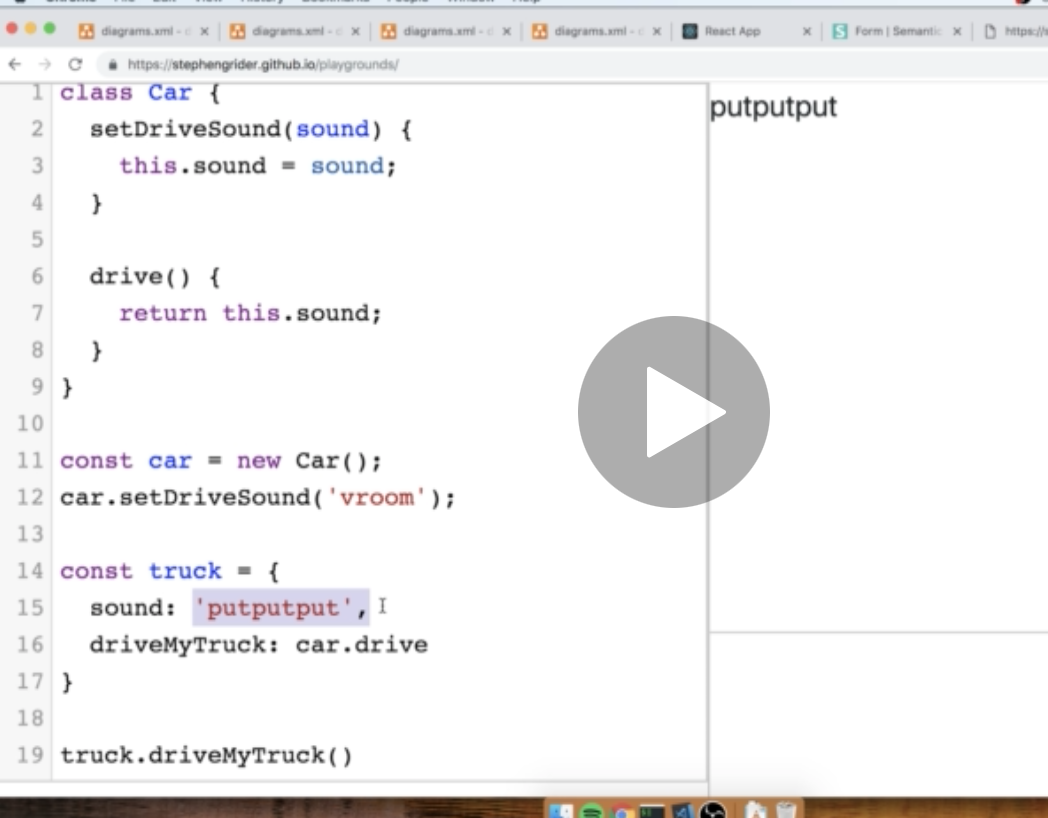 diagrams.xml - d
diagrams.xml - d
diagrams.xml - d
diagrams.xml - d
React App
Form | Semantic
https://s
https://stephengrider.github.io/playgrounds/
1 class Car {
2 setDriveSound(sound) {
3 this.sound = sound;
4 }
5
6 drive() {
7 return this.sound;
8 }
9 }
10
11 const car = new Car();
12 car.setDriveSound('vroom');
13
14 const truck = {
15 sound: 'putputput',
16 driveMyTruck: car.drive
17 }
18
19 truck.driveMyTruck()
putputput